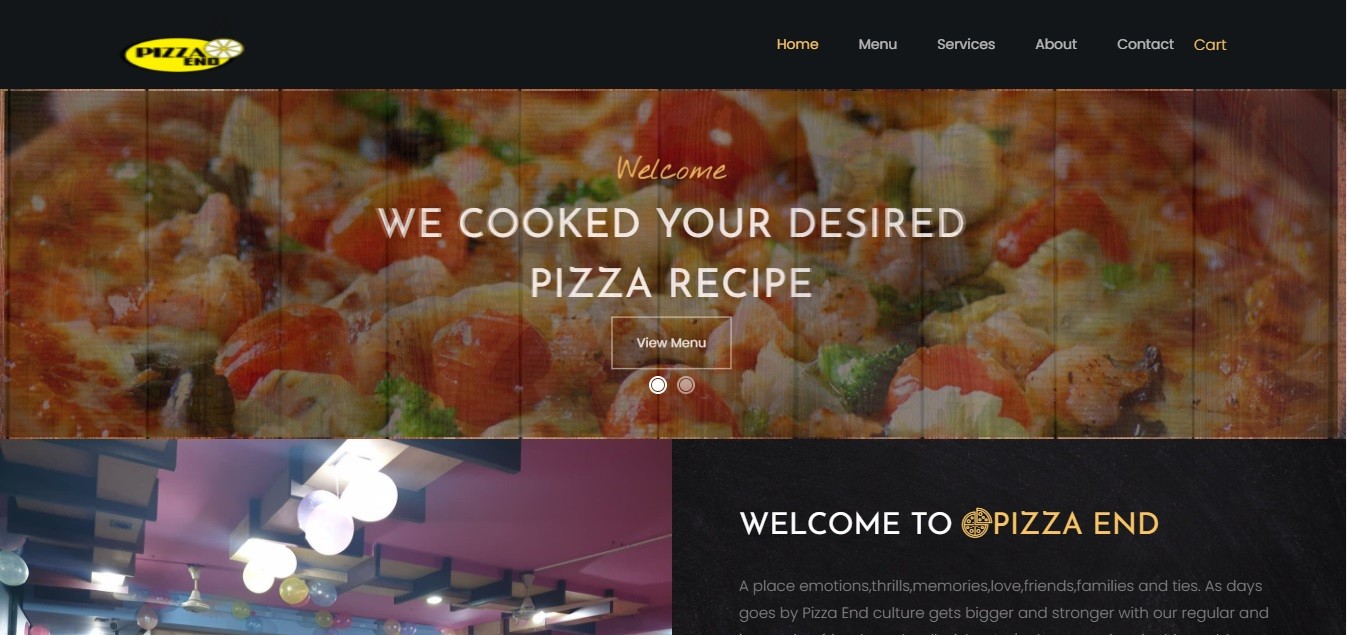 PIZZA
END
Home Menu Services About Contact Cart
Welcome
WE COOKED YOUR DESIRED
PIZZA RECIPE
View Menu
WELCOME TO PIZZA END
A place emotions,thrills,memories,love,friends,families and ties. As days
goes by Pizza End culture gets bigger and stronger with our regular and